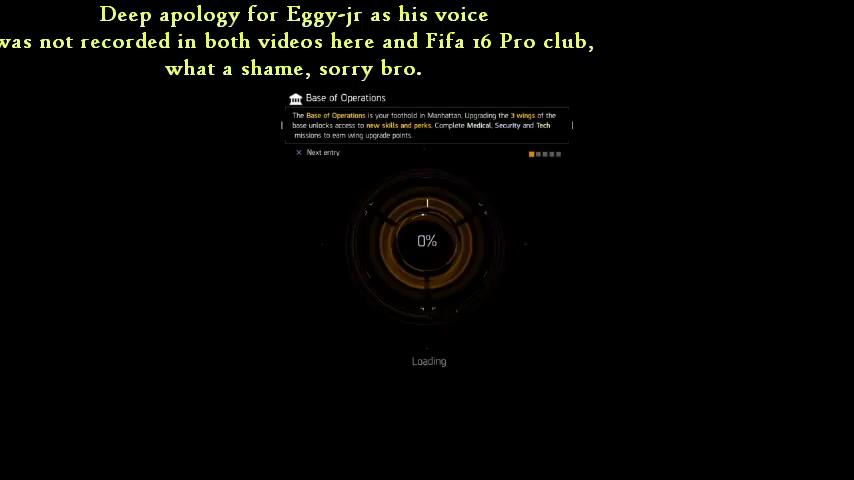 Deep apology for Eggy-jr as his voice
was not recorded in both videos here and Fifa 16 Pro club,
what a shame, sorry bro.
Base of Operations
The Base of Operations is your foothold in Manhattan. Upgrading the 3 wings of the
base unlocks access to new skills and perks. Complete Medical, Security and Tech
missions to earn wing upgrade points.
Next entry
0%
Loading